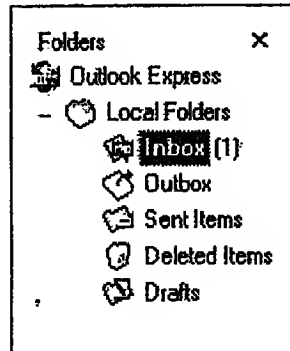 Folders ×
Outlook Express
Local Folders
Inbox (1)
Outbox
Sent Items
Deleted Items
Drafts